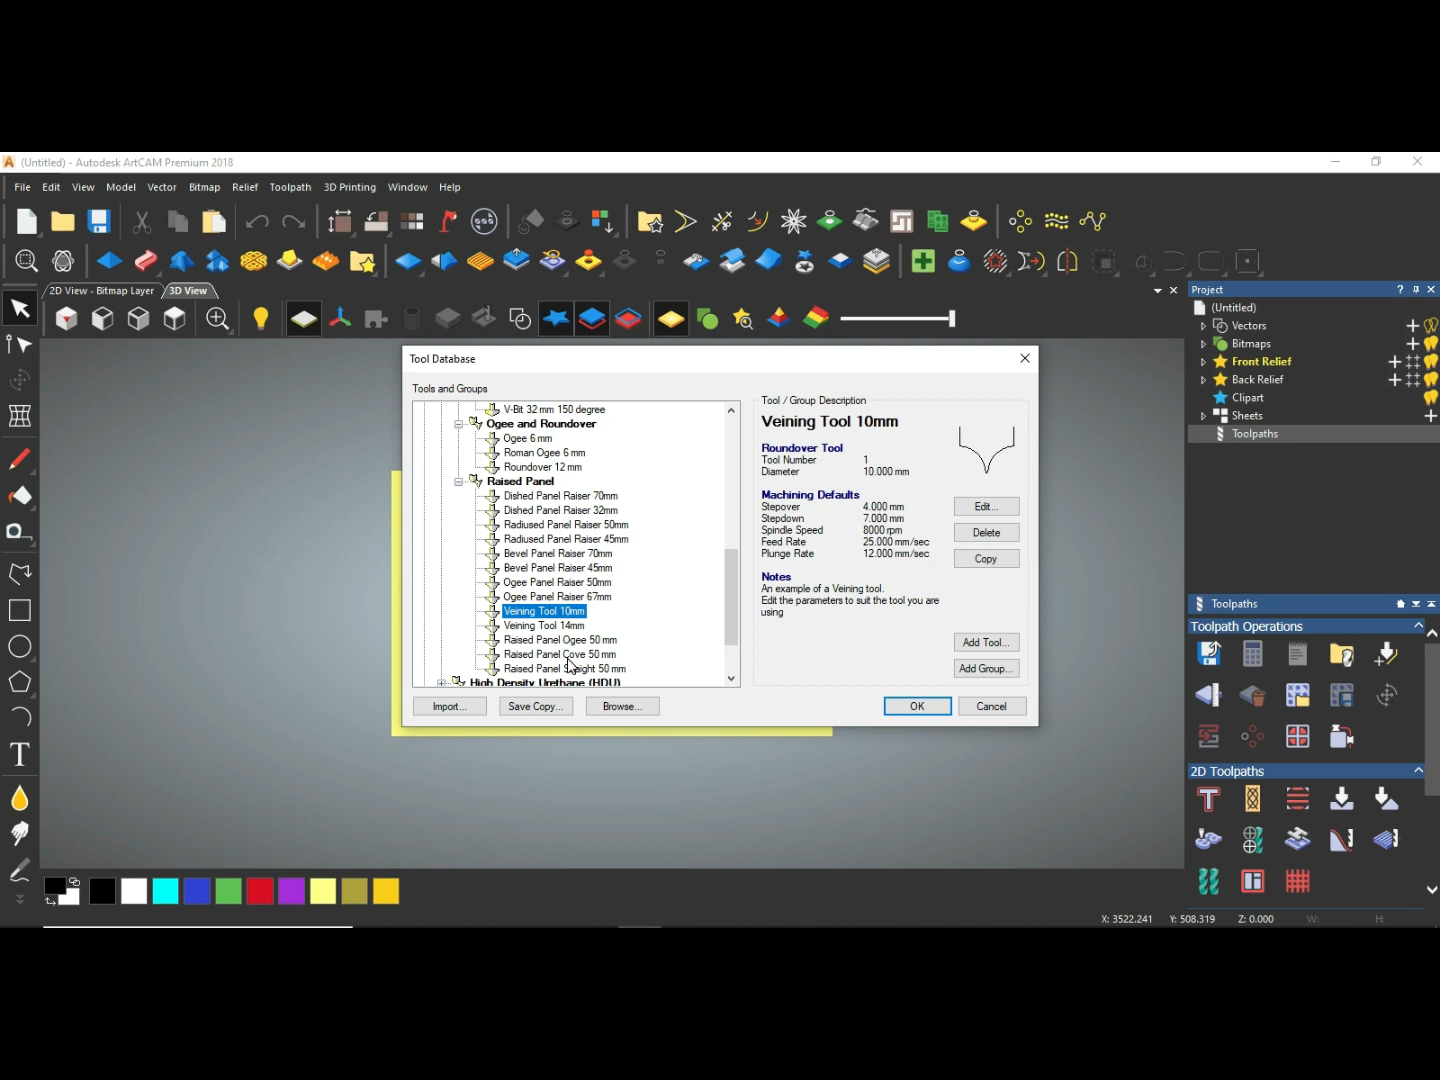 (Untitled) - Autodesk ArtCAM Premium 2018
File Edit View Model Vector Bitmap Relief Toolpath 3D Printing Window Help
2D View - Bitmap Layer 3D View
Project
(Untitled)
Vectors
Bitmaps
Front Relief
Back Relief
Clipart
Sheets
Toolpaths
Tool Database
Tools and Groups
V-Bit 32 mm 150 degree
Ogee and Roundover
Ogee 6 mm
Roman Ogee 6 mm
Roundover 12 mm
Raised Panel
Dished Panel Raiser 70mm
Dished Panel Raiser 32mm
Radiused Panel Raiser 50mm
Radiused Panel Raiser 45mm
Bevel Panel Raiser 70mm
Bevel Panel Raiser 45mm
Ogee Panel Raiser 50mm
Ogee Panel Raiser 67mm
Veining Tool 10mm
Veining Tool 14mm
Raised Panel Ogee 50 mm
Raised Panel Cove 50 mm
Raised Panel Straight 50 mm
High Density Urethane (HDU)
Tool / Group Description
Veining Tool 10mm
Roundover Tool
Tool Number 1
Diameter 10.000 mm
Machining Defaults
Stepover 4.000 mm
Stepdown 7.000 mm
Spindle Speed 8000 rpm
Feed Rate 25.000 mm/sec
Plunge Rate 12.000 mm/sec
Notes
An example of a Veining tool.
Edit the parameters to suit the tool you are
using
Edit...
Delete
Copy
Add Tool...
Add Group...
Import... Save Copy... Browse... OK Cancel
Toolpaths
Toolpath Operations
2D Toolpaths
X: 3522.241 Y: 508.319 Z: 0.000 W: H: